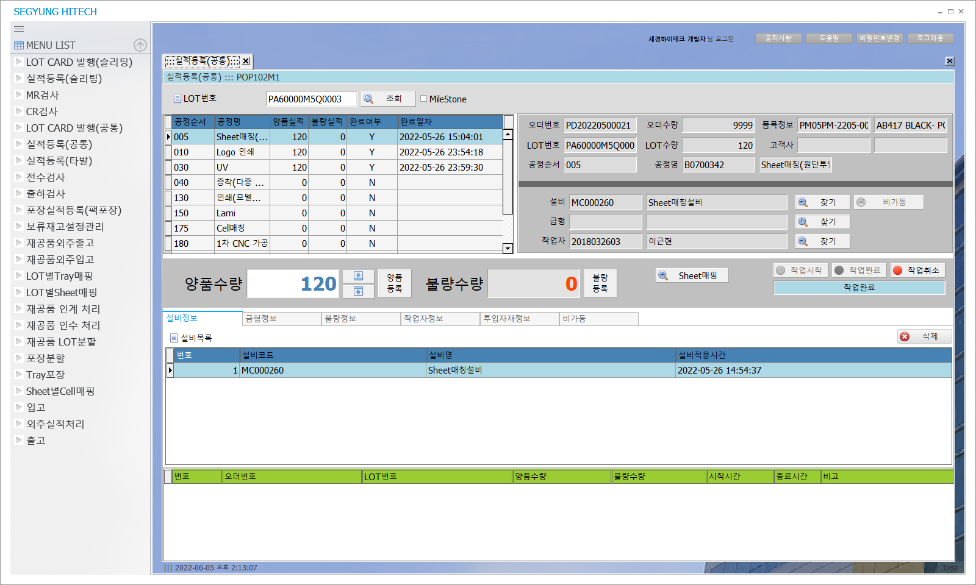 SEGYUNG HITECH
MENU LIST
LOT CARD 발행(슬리팅)
실적등록(슬리팅)
MR검사
CR검사
LOT CARD 발행(공통)
실적등록(공통)
실적등록(타발)
전수검사
출하검사
포장실적등록(팩포장)
보류재고설정관리
재공품외주출고
재공품외주입고
LOT별Tray매핑
LOT별Sheet매핑
재공품 인계 처리
재공품 인수 처리
재공품 LOT분할
포장분할
Tray포장
Sheet별Cell매핑
입고
외주실적처리
출고
세경하이테크 개발자 님 로그인
공지사항 도움말 비밀번호변경 로그아웃
:::실적등록(공통):::
실적등록(공통) ::: POP102M1
LOT번호 PA60000M5Q0003 조회 MileStone
공정순서 공정명 양품실적 불량실적 완료여부 완료일자
005 Sheet매칭(... 120 0 Y 2022-05-26 15:04:01
010 Logo 인쇄 120 0 Y 2022-05-26 23:54:18
030 UV 120 0 Y 2022-05-26 23:59:30
040 증착(다층 ... 0 0 N
130 인쇄(모텔... 0 0 N
150 Lami 0 0 N
175 Cell매칭 0 0 N
180 1차 CNC 가공 0 0 N
오더번호 PD20220500021 오더수량 9999 품목정보 PM05PM-2205-00 AB417 BLACK- P(
LOT번호 PA60000M5Q000 LOT수량 120 고객사
공정순서 005 공정명 B0700342 Sheet매칭(원단투입
설비 MC000260 Sheet매칭설비 찾기 비가동
금형 찾기
작업자 2018032603 이근현 찾기
양품수량 120 양품 등록 불량수량 0 불량 등록 Sheet매핑
작업시작 작업완료 작업취소
작업완료
설비정보 금형정보 불량정보 작업자정보 투입자재정보 비가동
설비목록 삭제
번호 설비코드 설비명 설비적용시간
1 MC000260 Sheet매칭설비 2022-05-26 14:54:37
번호 오더번호 LOT번호 양품수량 불량수량 시작시간 종료시간 비고
2022-06-05 오후 2:13:07